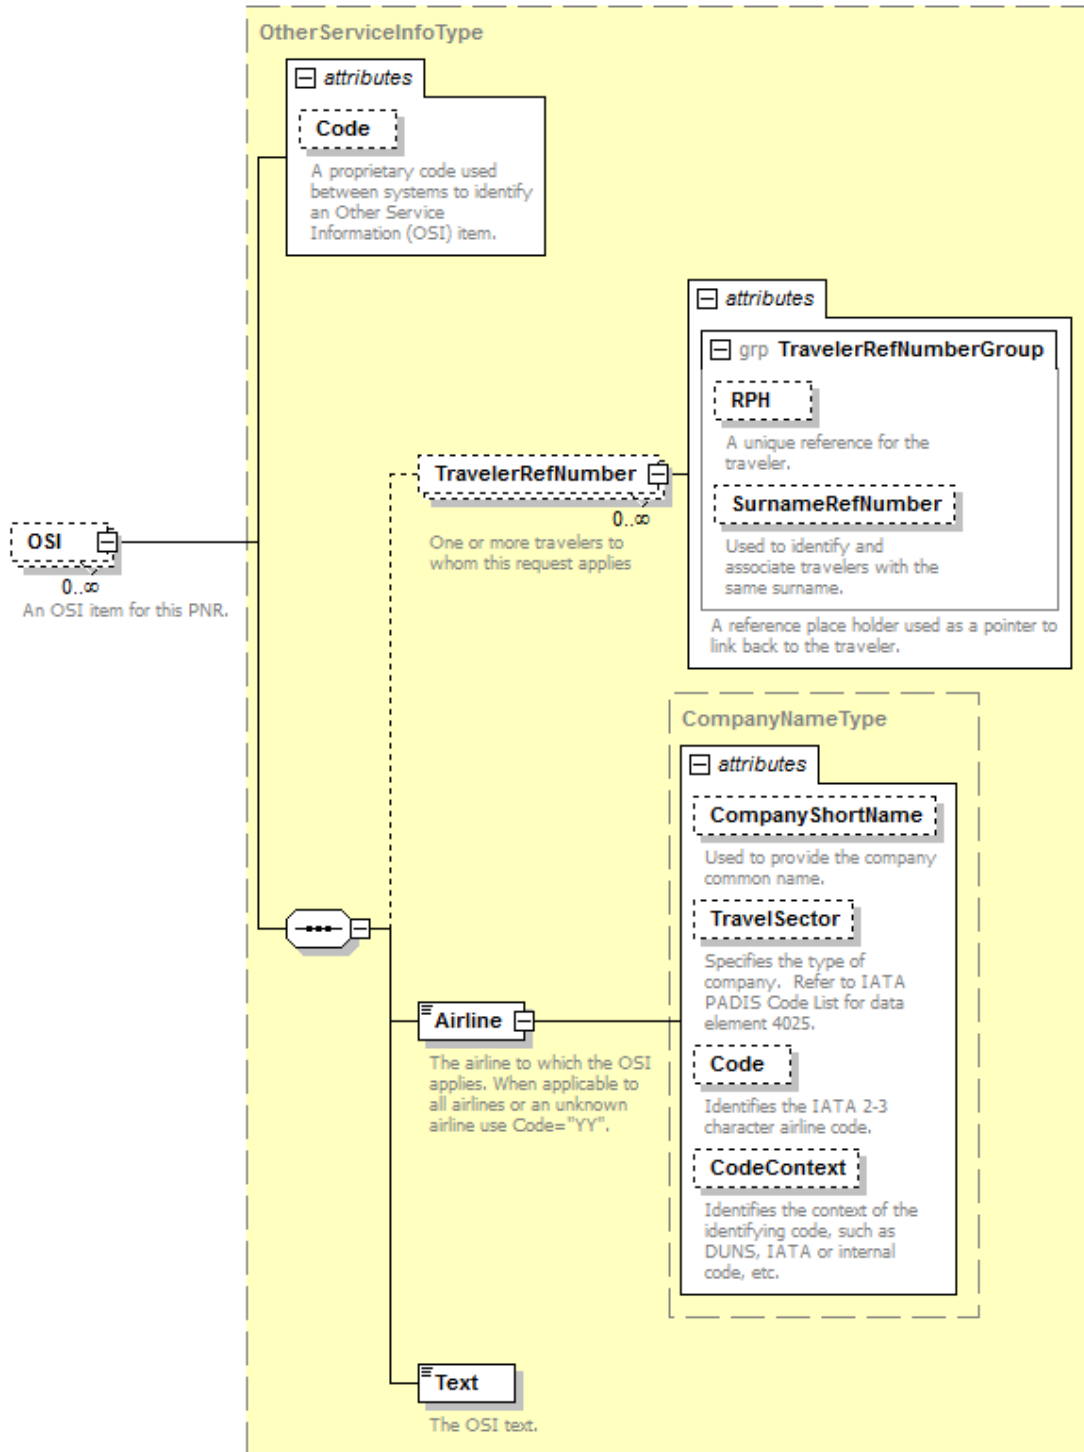 OtherServiceInfoType
attributes
Code
A proprietary code used
between systems to identify
an Other Service
Information (OSI) item.
attributes
grp TravelerRefNumberGroup
RPH
A unique reference for the
traveler.
TravelerRefNumber
0..∞
One or more travelers to
whom this request applies
SurnameRefNumber
Used to identify and
associate travelers with the
same surname.
A reference place holder used as a pointer to
link back to the traveler.
OSI
0..∞
An OSI item for this PNR.
CompanyNameType
attributes
CompanyShortName
Used to provide the company
common name.
TravelSector
Specifies the type of
company. Refer to IATA
PADIS Code List for data
element 4025.
Airline
The airline to which the OSI
applies. When applicable to
all airlines or an unknown
airline use Code="YY".
Code
Identifies the IATA 2-3
character airline code.
CodeContext
Identifies the context of the
identifying code, such as
DUNS, IATA or internal
code, etc.
Text
The OSI text.